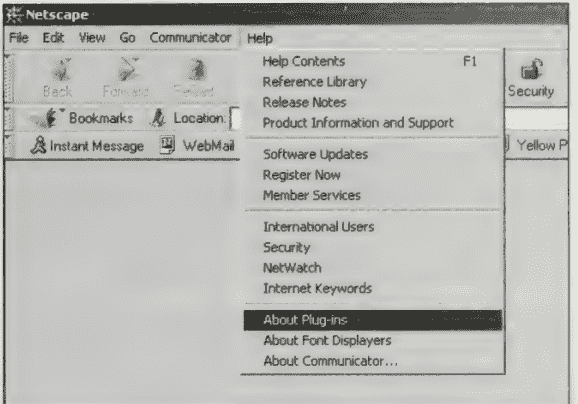 Netscape
File Edit View Go Communicator Help
Help Contents F1
Reference Library
Release Notes
Product Information and Support
Software Updates
Register Now
Member Services
International Users
Security
NetWatch
Internet Keywords
About Plug-ins
About Font Displayers
About Communicator...
Back Forward Reload Security
Bookmarks Location:
Instant Message WebMail Yellow P